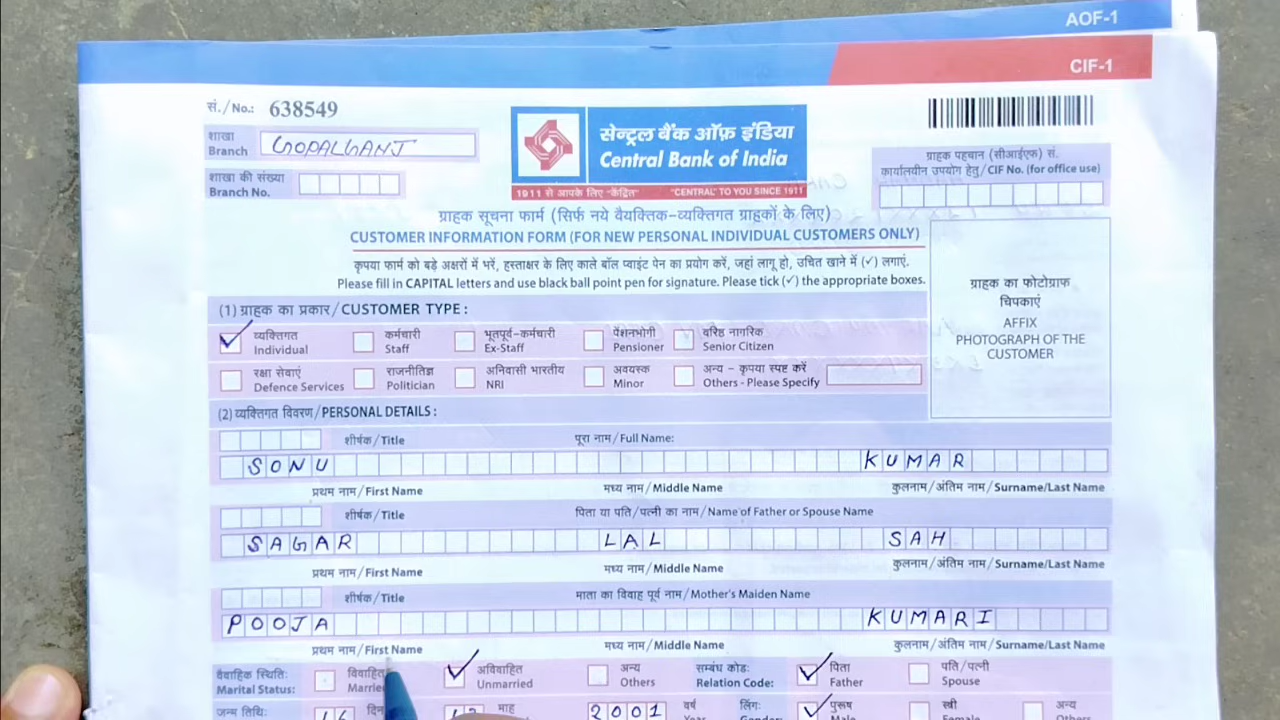 AOF-1
CIF-1
सं./No.: 638549
शाखा
Branch GOPALGANJ
शाखा की संख्या
Branch No.
सेन्ट्रल बैंक ऑफ़ इंडिया
Central Bank of India
1911 से आपके लिए "केंद्रित" "CENTRAL" TO YOU SINCE 1911
ग्राहक पहचान (सीआईएफ) सं.
कार्यालयीन उपयोग हेतु/CIF No. (for office use)
ग्राहक सूचना फार्म (सिर्फ नये वैयक्तिक-व्यक्तिगत ग्राहकों के लिए)
CUSTOMER INFORMATION FORM (FOR NEW PERSONAL INDIVIDUAL CUSTOMERS ONLY)
कृपया फार्म को बड़े अक्षरों में भरें, हस्ताक्षर के लिए काले बॉल प्वाइंट पेन का प्रयोग करें, जहां लागू हो, उचित खाने में (✓) लगाएं.
Please fill in CAPITAL letters and use black ball point pen for signature. Please tick (✓) the appropriate boxes.
ग्राहक का फोटोग्राफ
चिपकाएं
AFFIX
PHOTOGRAPH OF THE
CUSTOMER
(1) ग्राहक का प्रकार/CUSTOMER TYPE:
✓ व्यक्तिगत कर्मचारी भूतपूर्व-कर्मचारी पेंशनभोगी वरिष्ठ नागरिक
Individual Staff Ex-Staff Pensioner Senior Citizen
रक्षा सेवाएं राजनीतिज्ञ अनिवासी भारतीय अवयस्क अन्य - कृपया स्पष्ट करें
Defence Services Politician NRI Minor Others - Please Specify
(2) व्यक्तिगत विवरण/PERSONAL DETAILS:
शीर्षक/Title पूरा नाम/Full Name:
SONU KUMAR
प्रथम नाम/First Name मध्य नाम/Middle Name कुलनाम/अंतिम नाम/Surname/Last Name
शीर्षक/Title पिता या पति/पत्नी का नाम/Name of Father or Spouse Name
SAGAR LAL SAH
प्रथम नाम/First Name मध्य नाम/Middle Name कुलनाम/अंतिम नाम/Surname/Last Name
शीर्षक/Title माता का विवाह पूर्व नाम/Mother's Maiden Name
POOJA KUMARI
प्रथम नाम/First Name मध्य नाम/Middle Name कुलनाम/अंतिम नाम/Surname/Last Name
वैवाहिक स्थिति: ✓ अविवाहित अन्य सम्बंध कोड: ✓ पिता पति/पत्नी
Marital Status: Unmarried Others Relation Code: Father Spouse
जन्म तिथि: दिन माह 2001 वर्ष लिंग: ✓ पुरूष स्त्री अन्य